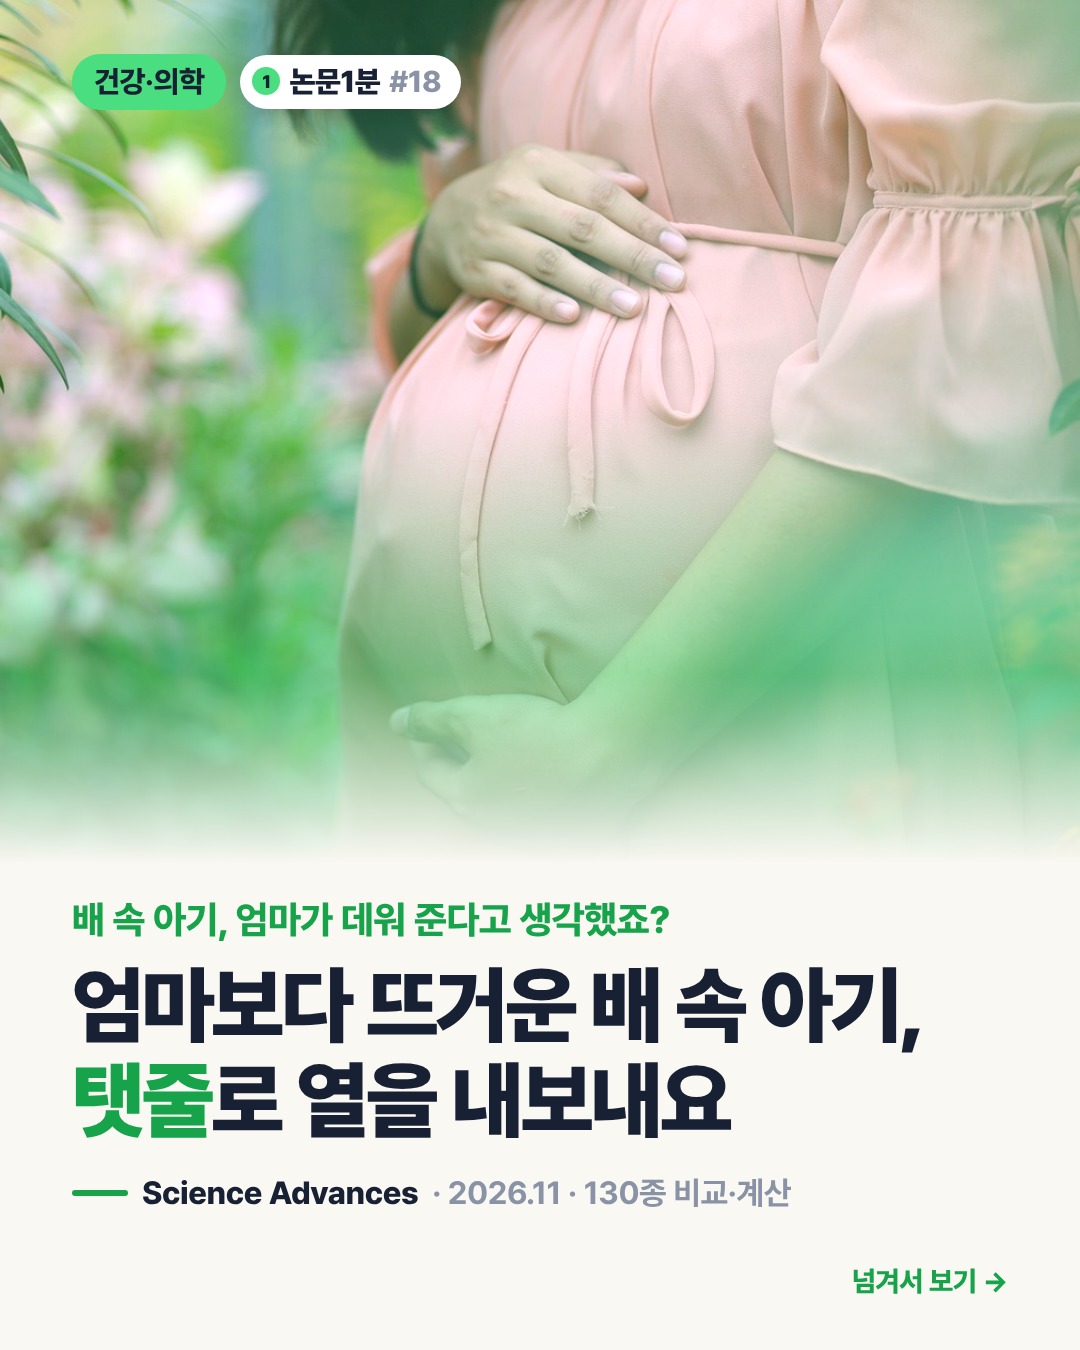 건강·의학
1 논문1분 #18
배 속 아기, 엄마가 데워 준다고 생각했죠?
엄마보다 뜨거운 배 속 아기,
탯줄로 열을 내보내요
Science Advances · 2026.11 · 130종 비교·계산
넘겨서 보기 →